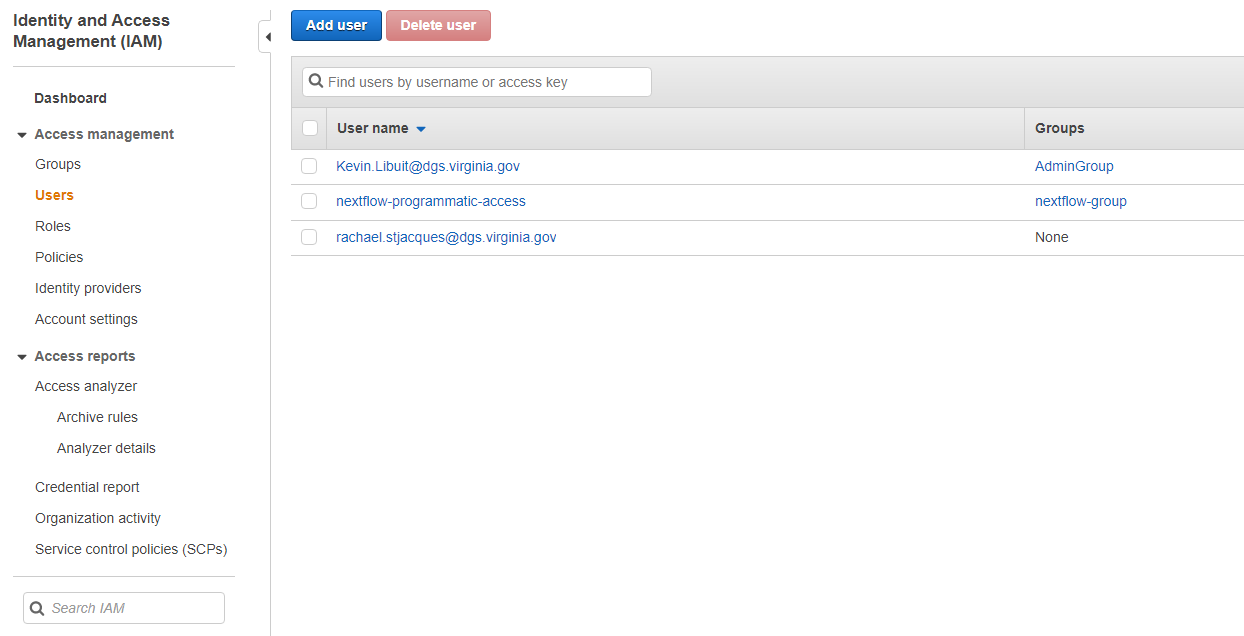 Identity and Access
Management (IAM)
Dashboard
Access management
Groups
Users
Roles
Policies
Identity providers
Account settings
Access reports
Access analyzer
Archive rules
Analyzer details
Credential report
Organization activity
Service control policies (SCPs)
Search IAM
Add user Delete user
Find users by username or access key
User name Groups
Kevin.Libuit@dgs.virginia.gov AdminGroup
nextflow-programmatic-access nextflow-group
rachael.stjacques@dgs.virginia.gov None